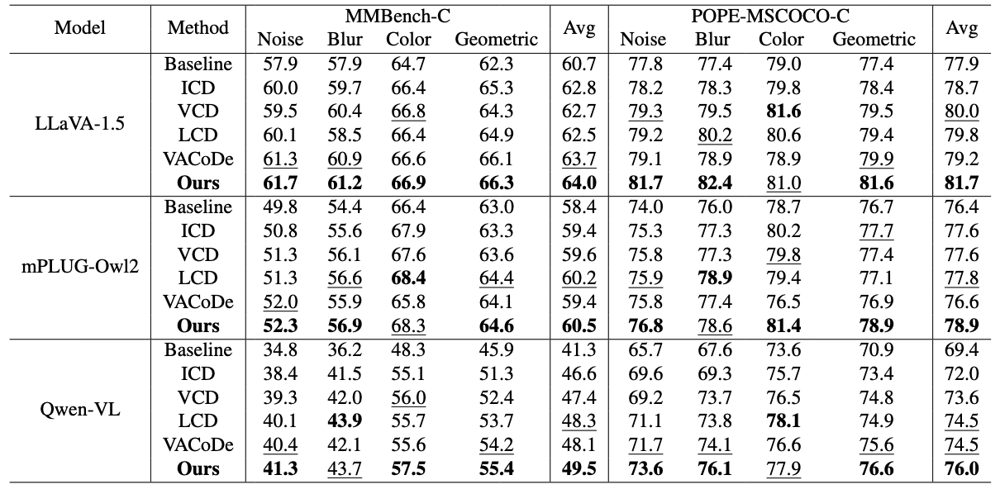 Model Method MMBench-C Avg POPE-MSCOCO-C Avg
Noise Blur Color Geometric Noise Blur Color Geometric
LLaVA-1.5
Baseline 57.9 57.9 64.7 62.3 60.7 77.8 77.4 79.0 77.4 77.9
ICD 60.0 59.7 66.4 65.3 62.8 78.2 78.3 79.8 78.4 78.7
VCD 59.5 60.4 66.8 64.3 62.7 79.3 79.5 81.6 79.5 80.0
LCD 60.1 58.5 66.4 64.9 62.5 79.2 80.2 80.6 79.4 79.8
VACoDe 61.3 60.9 66.6 66.1 63.7 79.1 78.9 78.9 79.9 79.2
Ours 61.7 61.2 66.9 66.3 64.0 81.7 82.4 81.0 81.6 81.7
mPLUG-Owl2
Baseline 49.8 54.4 66.4 63.0 58.4 74.0 76.0 78.7 76.7 76.4
ICD 50.8 55.6 67.9 63.3 59.4 75.3 77.3 80.2 77.7 77.6
VCD 51.3 56.1 67.6 63.6 59.6 75.8 77.3 79.8 77.4 77.6
LCD 51.3 56.6 68.4 64.4 60.2 75.9 78.9 79.4 77.1 77.8
VACoDe 52.0 55.9 65.8 64.1 59.4 75.8 77.4 76.5 76.9 76.6
Ours 52.3 56.9 68.3 64.6 60.5 76.8 78.6 81.4 78.9 78.9
Qwen-VL
Baseline 34.8 36.2 48.3 45.9 41.3 65.7 67.6 73.6 70.9 69.4
ICD 38.4 41.5 55.1 51.3 46.6 69.6 69.3 75.7 73.4 72.0
VCD 39.3 42.0 56.0 52.4 47.4 69.2 73.7 76.5 74.8 73.6
LCD 40.1 43.9 55.7 53.7 48.3 71.1 73.8 78.1 74.9 74.5
VACoDe 40.4 42.1 55.6 54.2 48.1 71.7 74.1 76.6 75.6 74.5
Ours 41.3 43.7 57.5 55.4 49.5 73.6 76.1 77.9 76.6 76.0